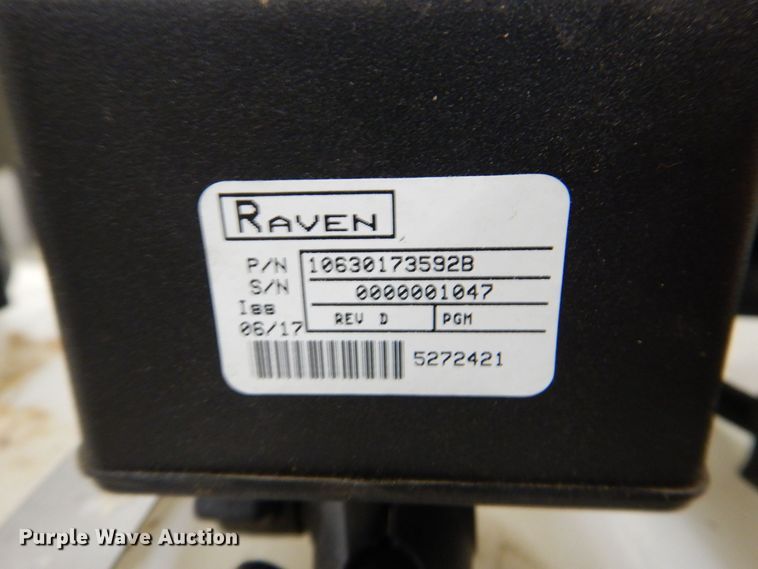 RAVEN
P/N 10630173592B
S/N 0000001047
Iss
06/17 REV D PGM
5272421
Purple Wave Auction